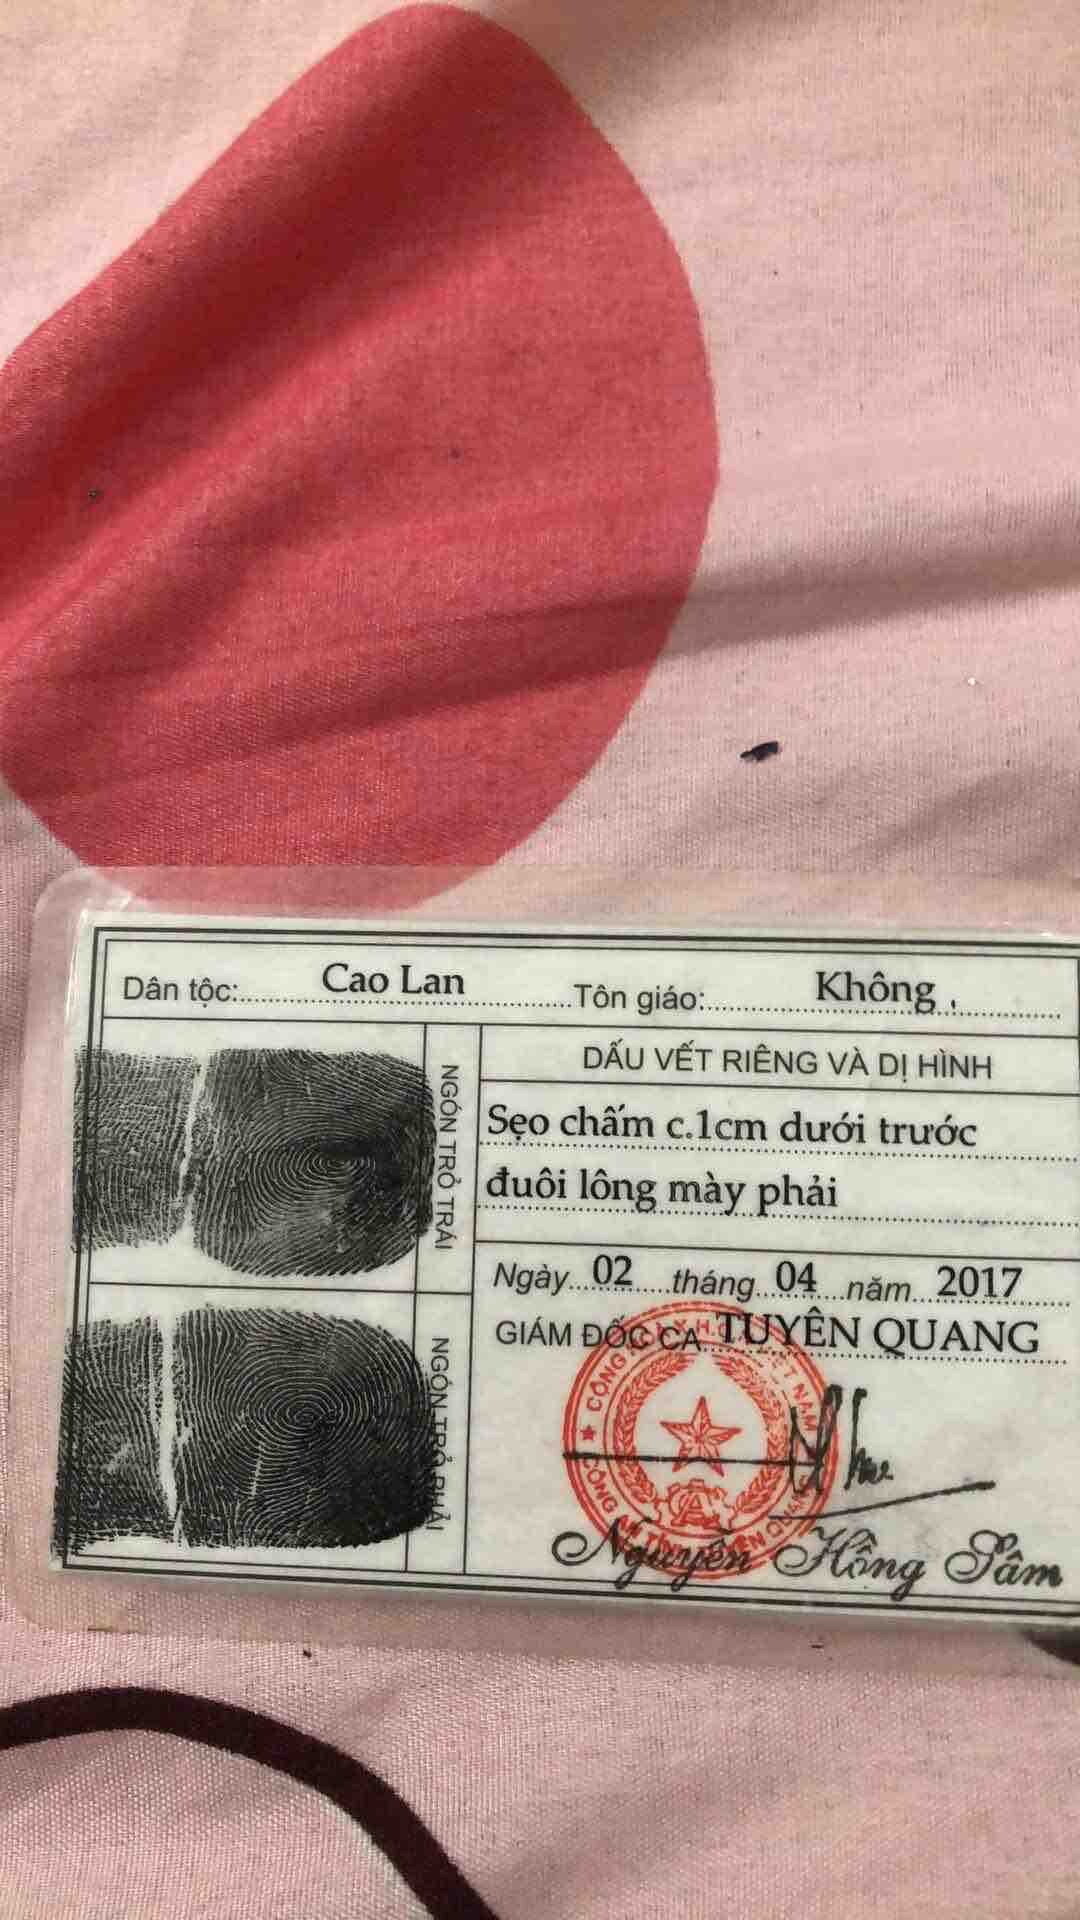 Dân tộc: Cao Lan Tôn giáo: Không
NGÓN TRỎ TRÁI
NGÓN TRỎ PHẢI
DẤU VẾT RIÊNG VÀ DỊ HÌNH
Sẹo chấm c.1cm dưới trước
đuôi lông mày phải
Ngày 02 tháng 04 năm 2017
GIÁM ĐỐC CA TUYÊN QUANG
Nguyễn Hồng Sâm